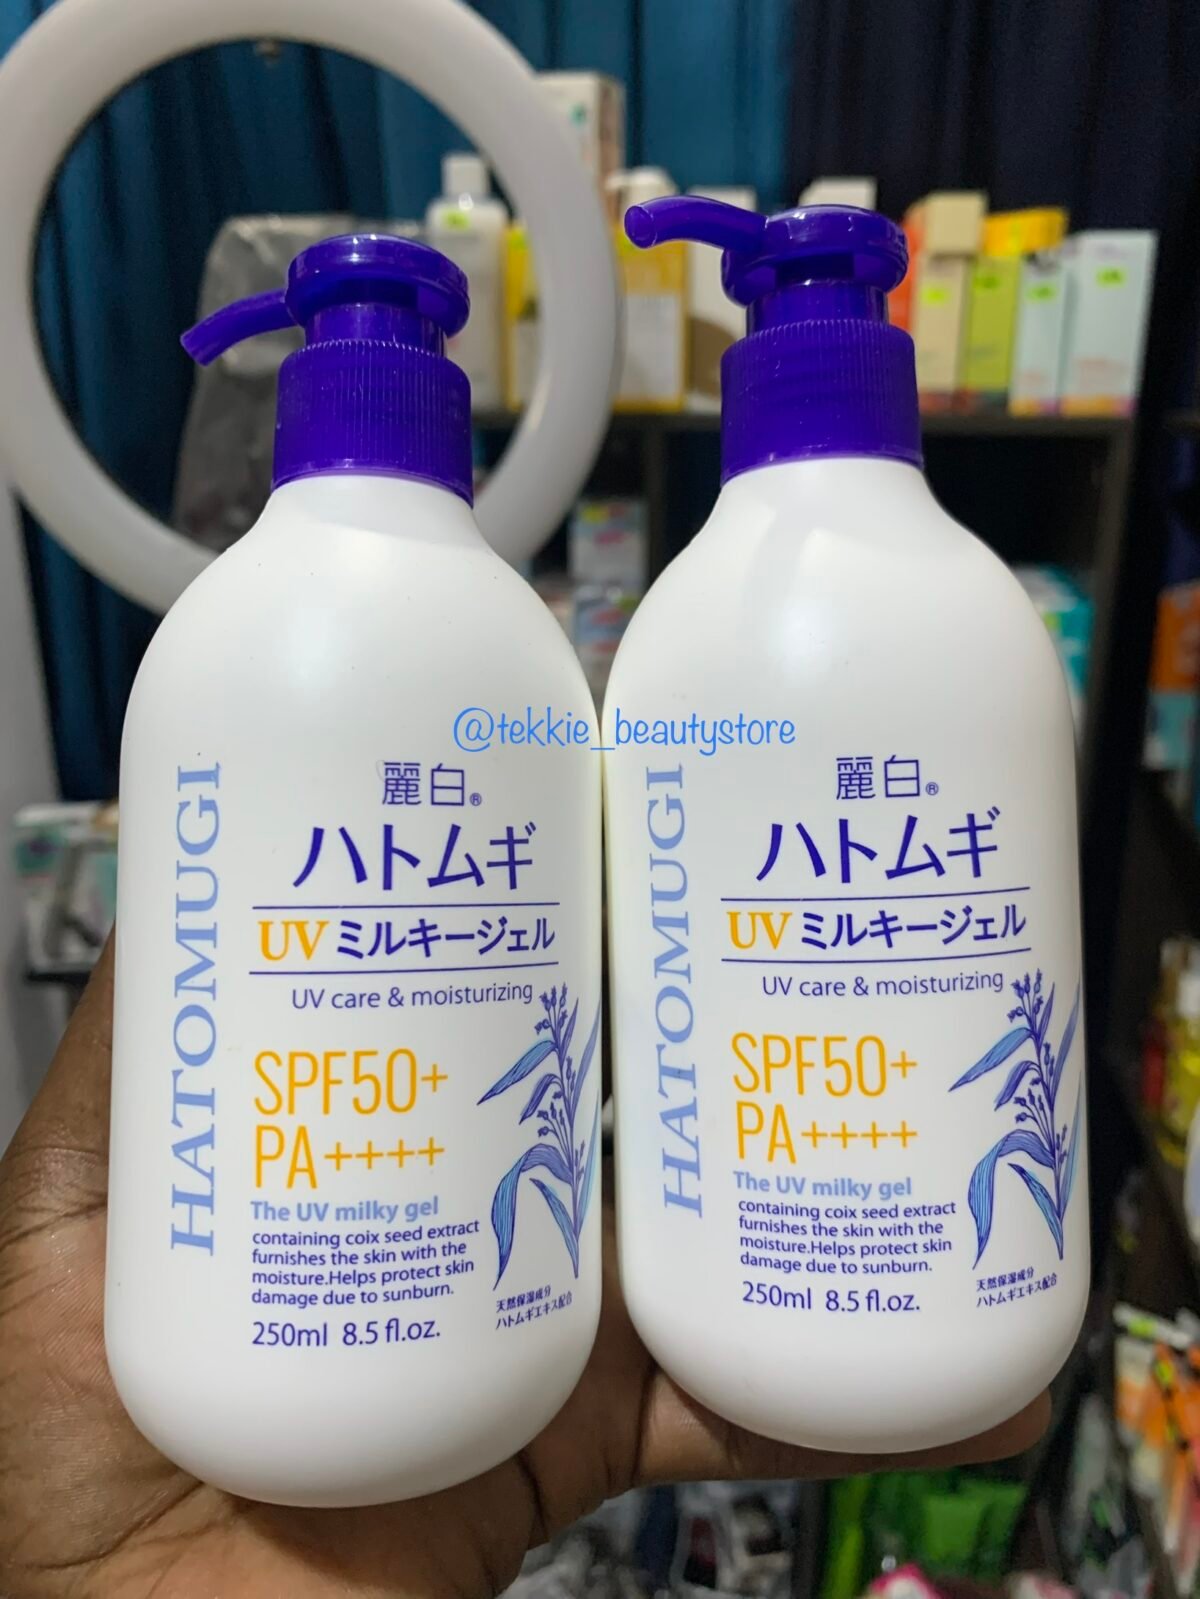 @tekkie_beautystore
HATOMUGI
麗白®
ハトムギ
UVミルキージェル
UV care & moisturizing
SPF50+
PA++++
The UV milky gel
containing coix seed extract
furnishes the skin with the
moisture.Helps protect skin
damage due to sunburn.
250ml 8.5 fl.oz.
天然保湿成分
ハトムギエキス配合
HATOMUGI
麗白®
ハトムギ
UVミルキージェル
UV care & moisturizing
SPF50+
PA++++
The UV milky gel
containing coix seed extract
furnishes the skin with the
moisture.Helps protect skin
damage due to sunburn.
250ml 8.5 fl.oz.
天然保湿成分
ハトムギエキス配合